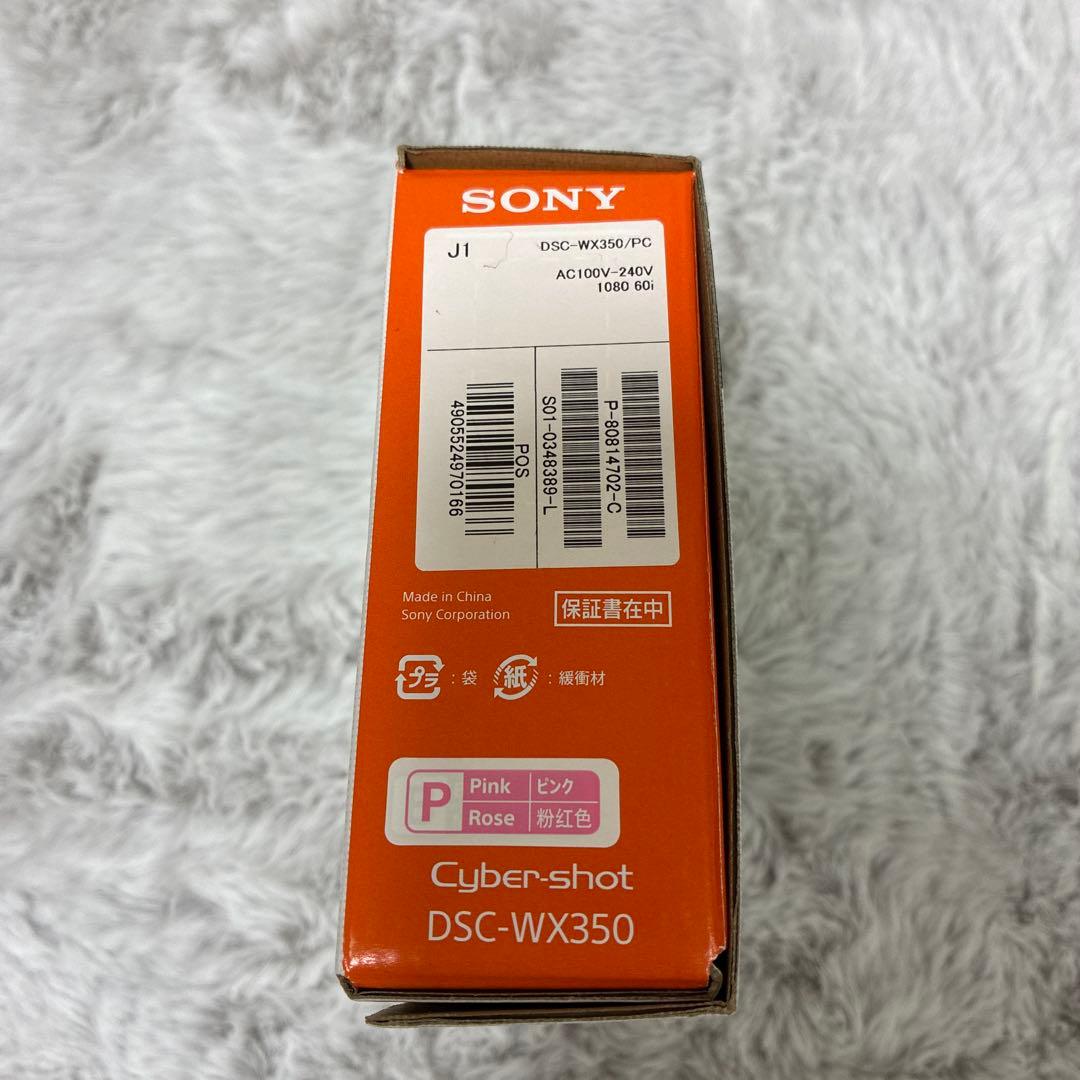 SONY
J1
DSC-WX350/PC
AC100V-240V
1080 60i
POS
4905524970166
P-80814702-C
S01-0348389-L
Made in China
Sony Corporation
保証書在中
プラ : 袋 紙 : 緩衝材
P
Pink ピンク
Rose 粉红色
Cyber-shot
DSC-WX350